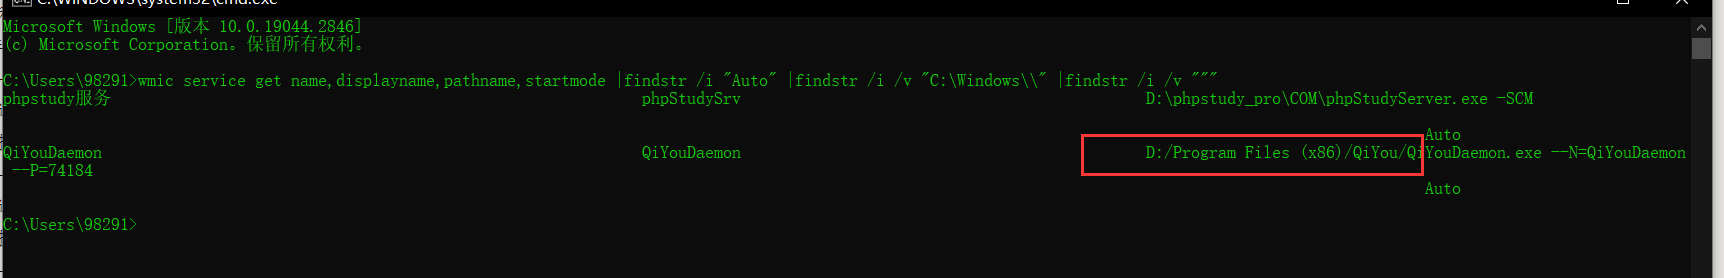 C:\WINDOWS\system32\cmd.exe
Microsoft Windows [版本 10.0.19044.2846]
(c) Microsoft Corporation。保留所有权利。
C:\Users\98291>wmic service get name,displayname,pathname,startmode |findstr /i "Auto" |findstr /i /v "C:\Windows\\" |findstr /i /v """
phpstudy服务 phpStudySrv D:\phpstudy_pro\COM\phpStudyServer.exe -SCM
Auto
QiYouDaemon QiYouDaemon D:/Program Files (x86)/QiYou/QiYouDaemon.exe --N=QiYouDaemon
--P=74184
Auto
C:\Users\98291>